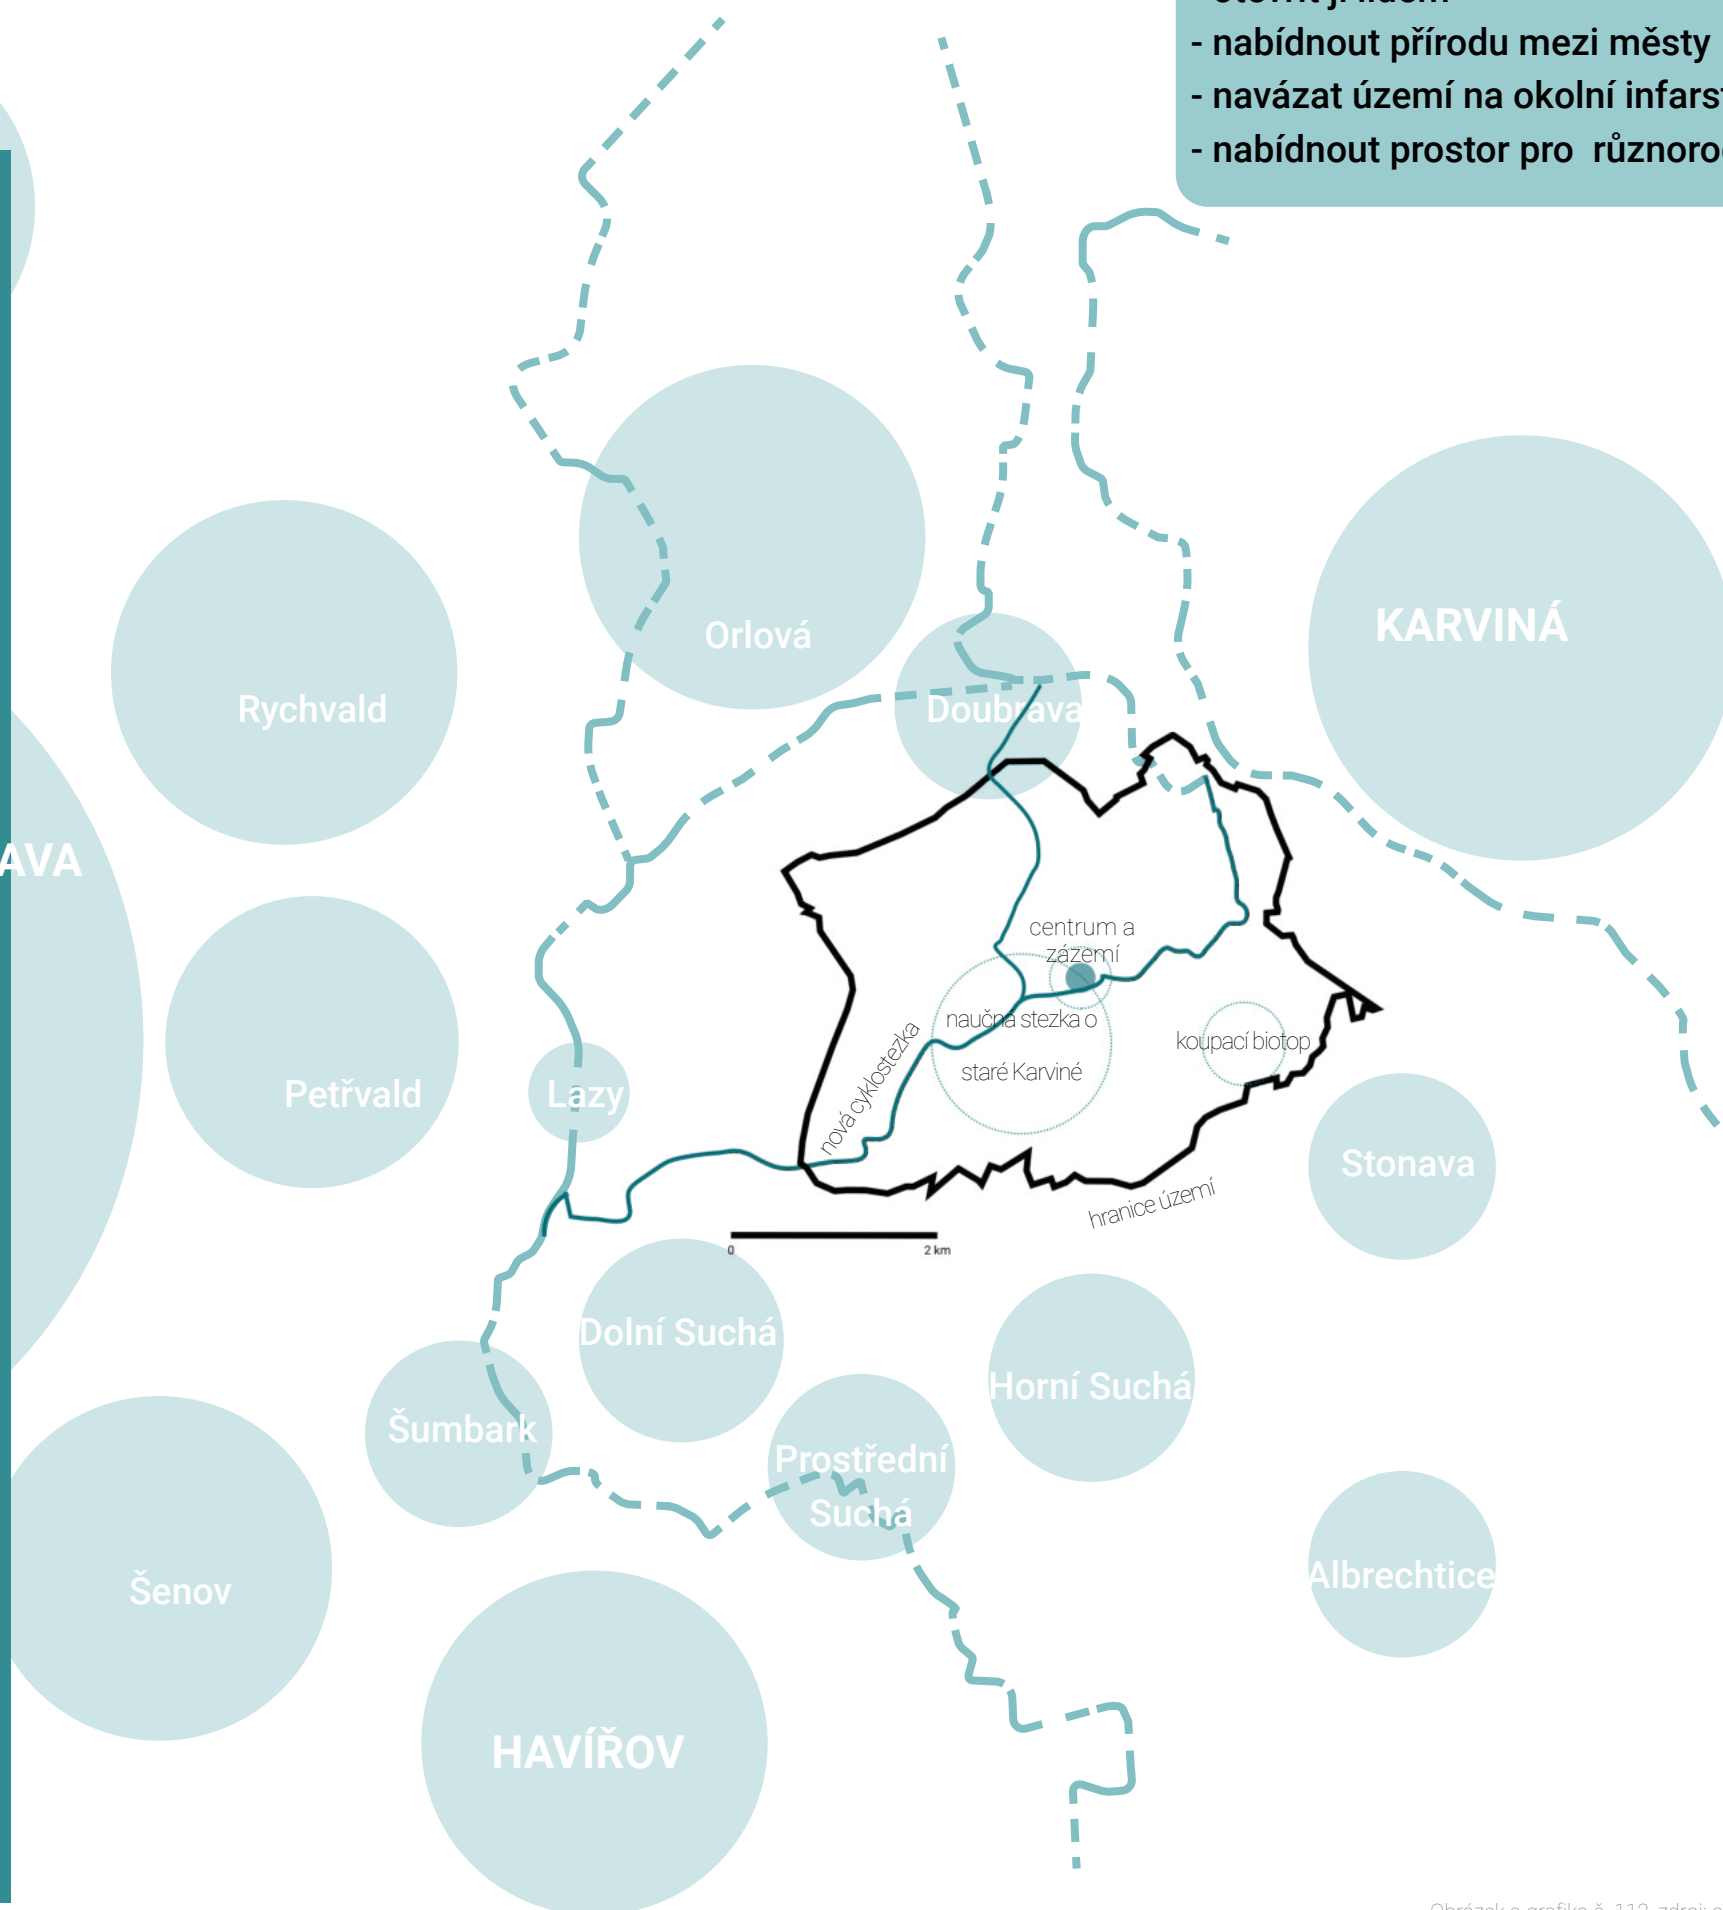 - nabídnout přírodu mezi městy
- navázat území na okolní infarst
- nabídnout prostor pro různoro
KARVINÁ
Orlová
Rychvald
Doubrava
AVA
centrum a
zázemí
naučná stezka o
staré Karviné
nová cyklostezka
koupací biotop
Petřvald
Lazy
Stonava
hranice území
0
2 km
Dolní Suchá
Horní Suchá
Šumbark
Prostřední
Suchá
Albrechtice
Šenov
HAVÍŘOV